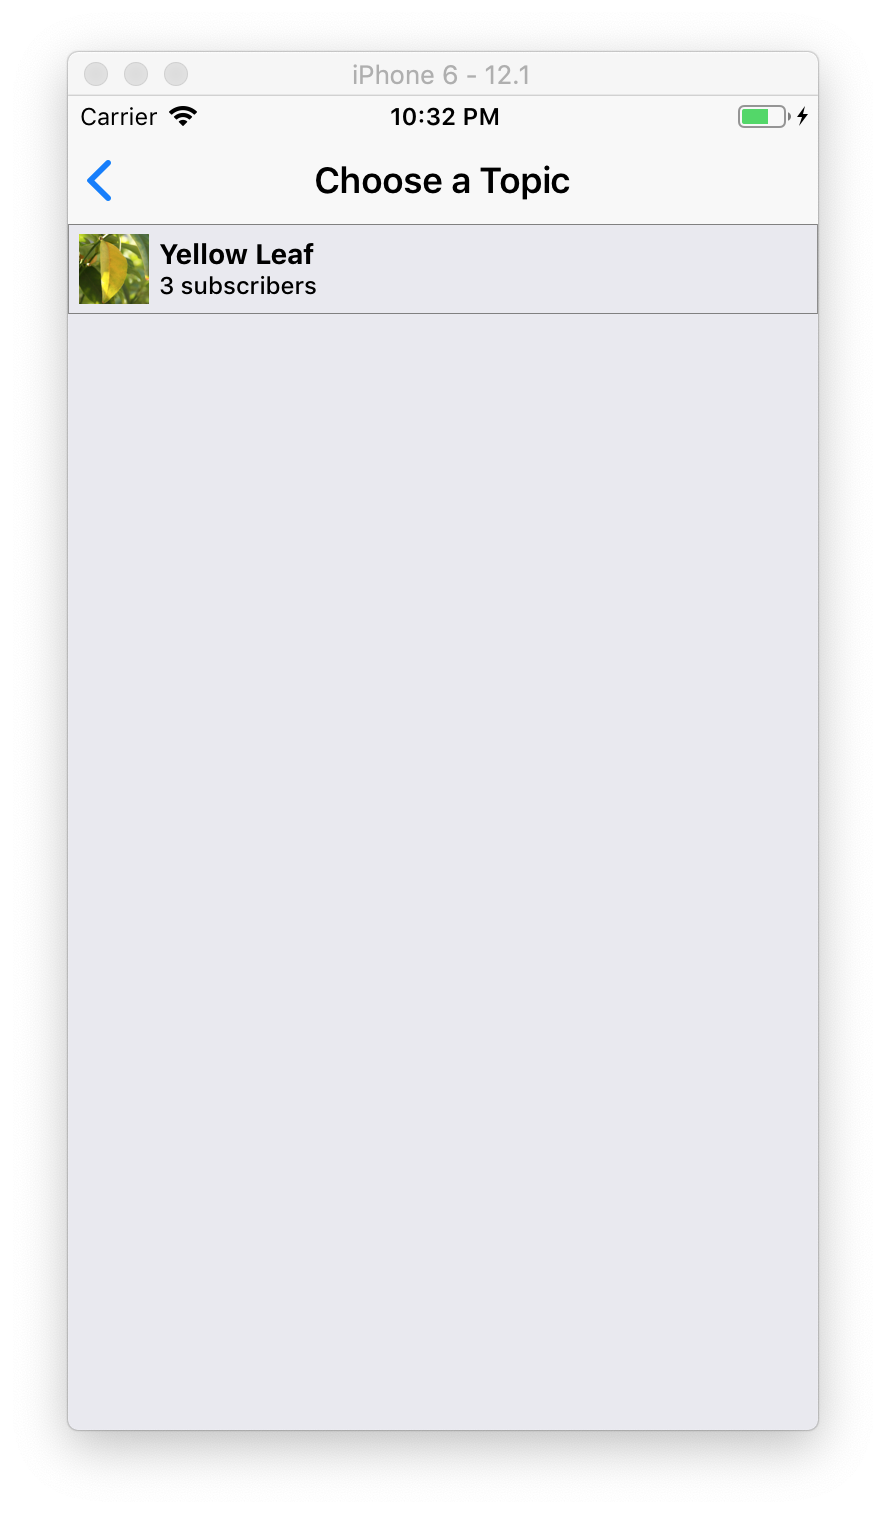 iPhone 6 - 12.1
Carrier 10:32 PM
Choose a Topic
Yellow Leaf
3 subscribers